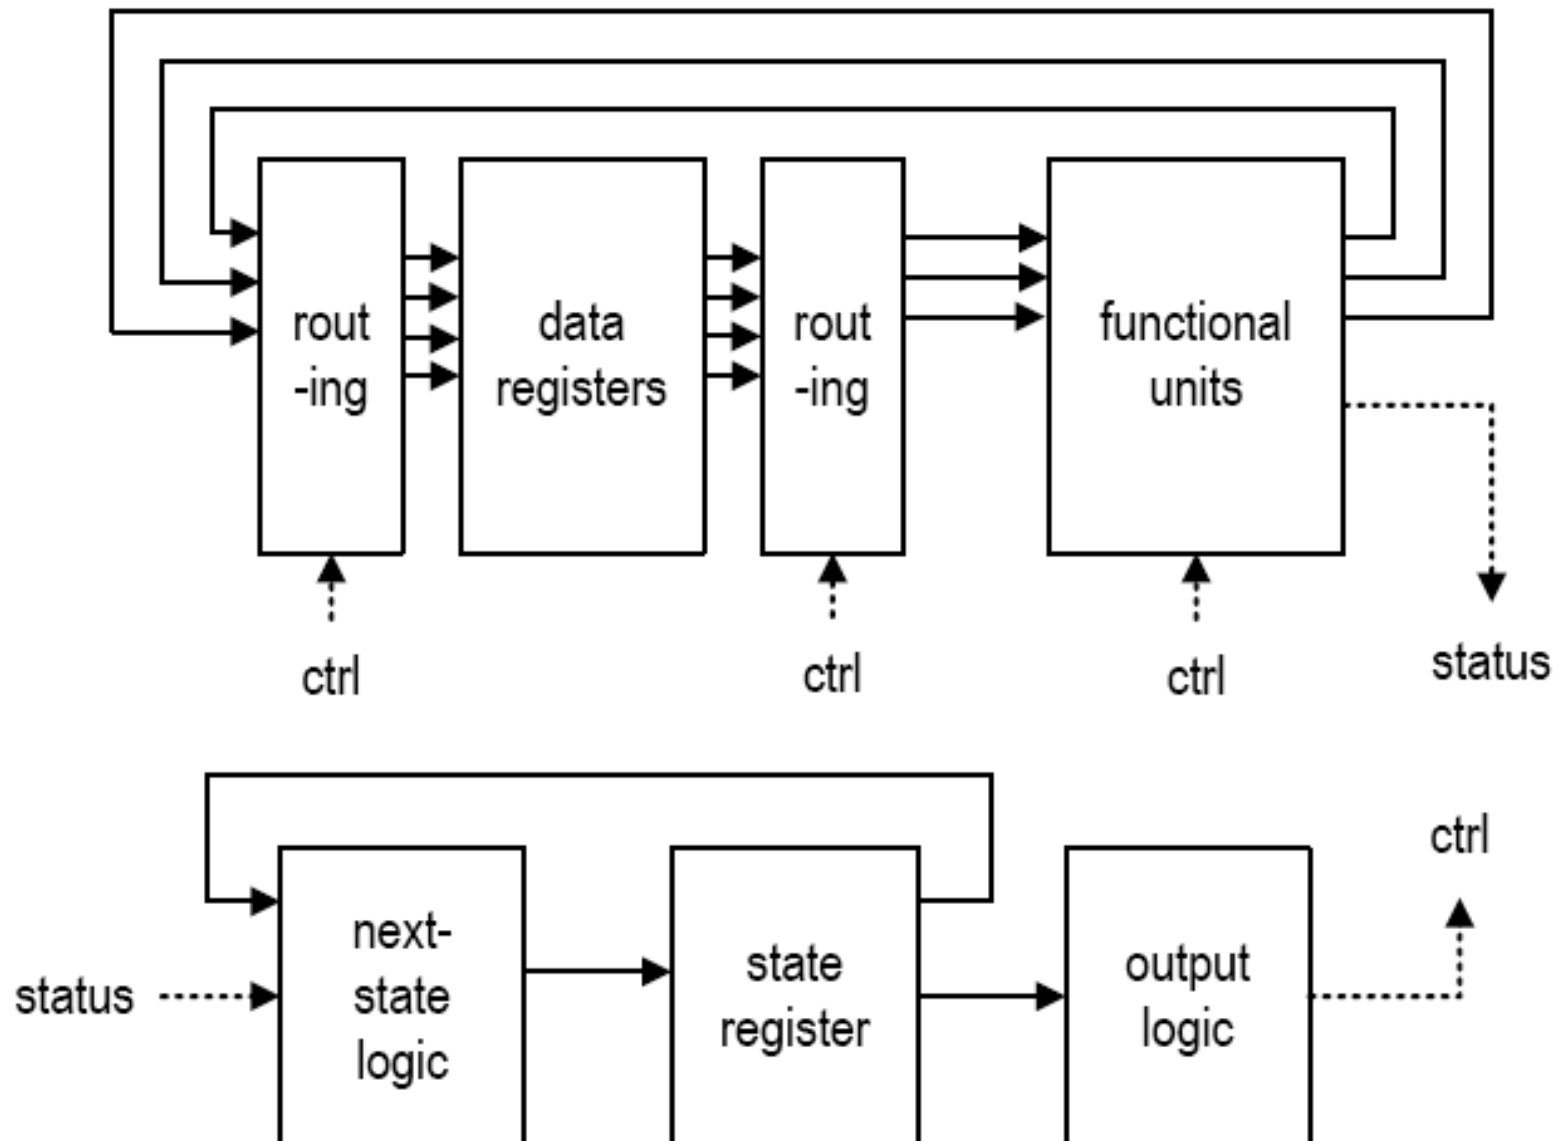 rout
-ing
data
registers
rout
-ing
functional
units
ctrl
ctrl
ctrl
status
ctrl
status
next-
state
logic
state
register
output
logic